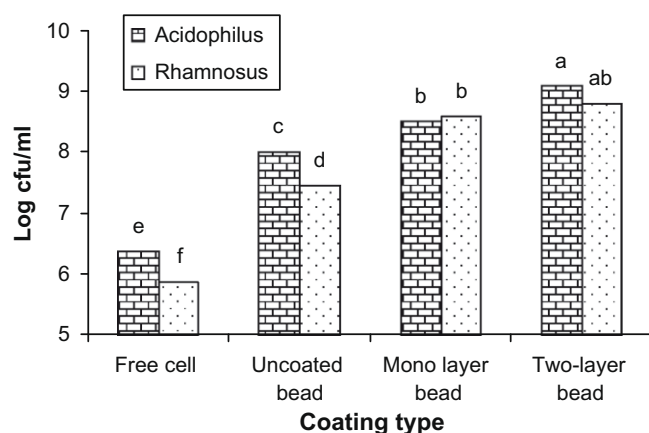 10
9
8
7
6
5
Log cfu/ml
Acidophilus
Rhamnosus
e
f
c
d
b
b
a
ab
Free cell
Uncoated
bead
Mono layer
bead
Two-layer
bead
Coating type